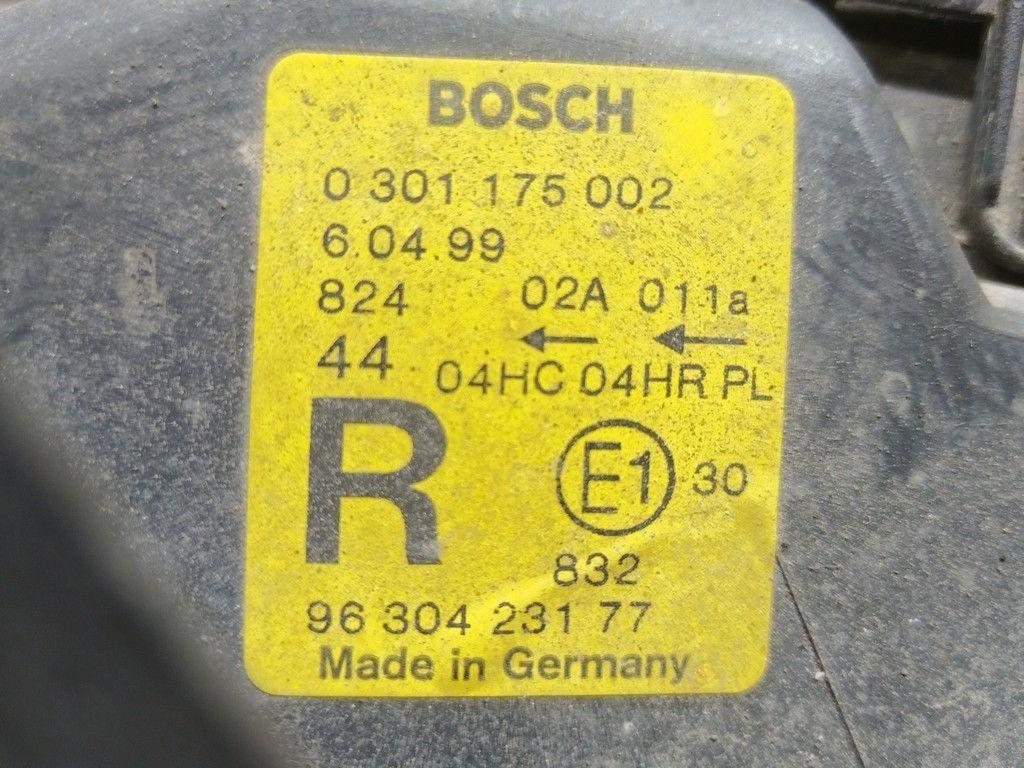 BOSCH
0 301 175 002
6.04.99
824 02A 011a
44
04HC 04HR PL
R
E1 30
832
96 304 231 77
Made in Germany